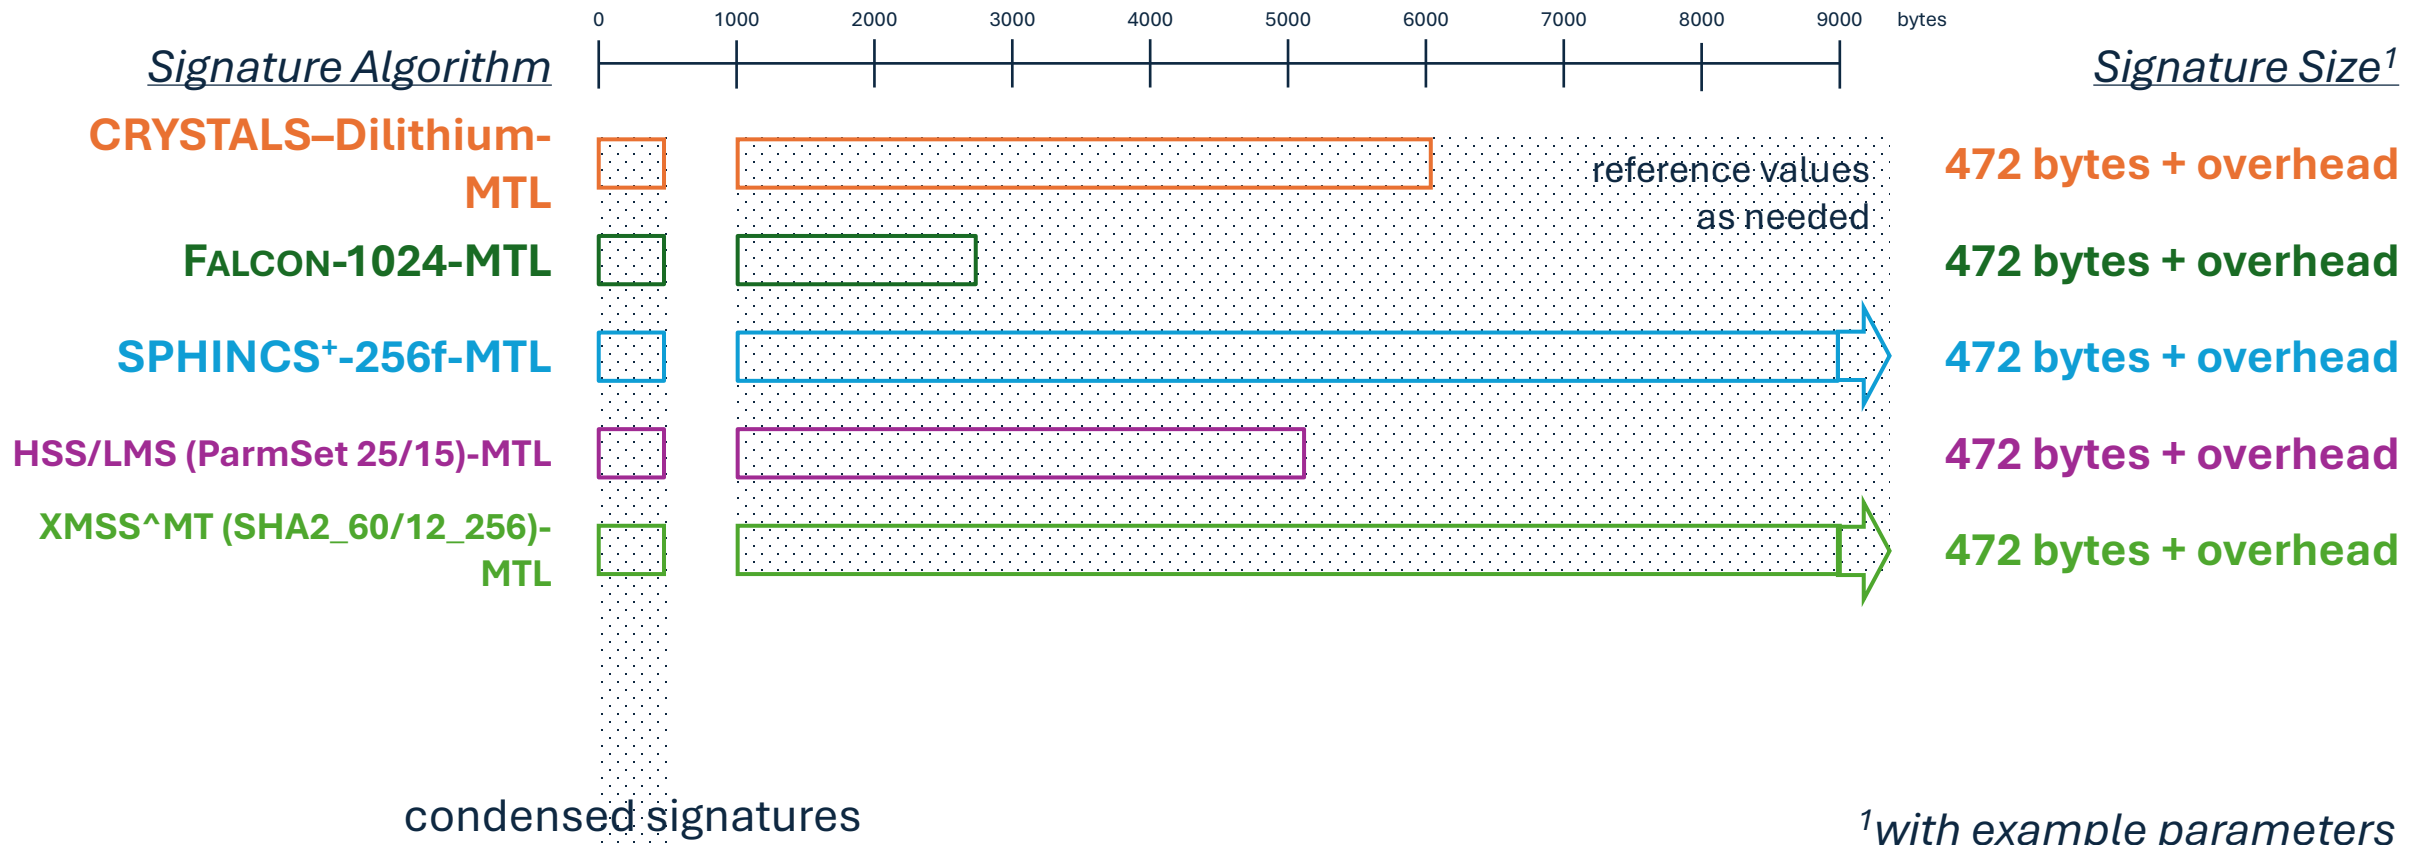 0 1000 2000 3000 4000 5000 6000 7000 8000 9000 bytes
Signature Algorithm
Signature Size¹
CRYSTALS–Dilithium-
MTL
472 bytes + overhead
reference values
as needed
FALCON-1024-MTL
472 bytes + overhead
SPHINCS⁺-256f-MTL
472 bytes + overhead
HSS/LMS (ParmSet 25/15)-MTL
472 bytes + overhead
XMSS^MT (SHA2_60/12_256)-
MTL
472 bytes + overhead
condensed signatures
¹with example parameters